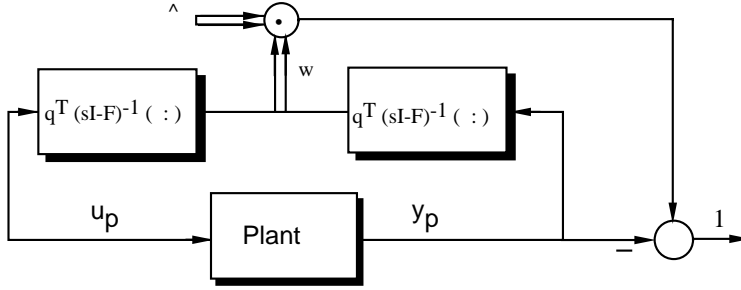 ^
w
q^T (sI-F)^-1 ( : )
q^T (sI-F)^-1 ( : )
u_p
Plant
y_p
−
1